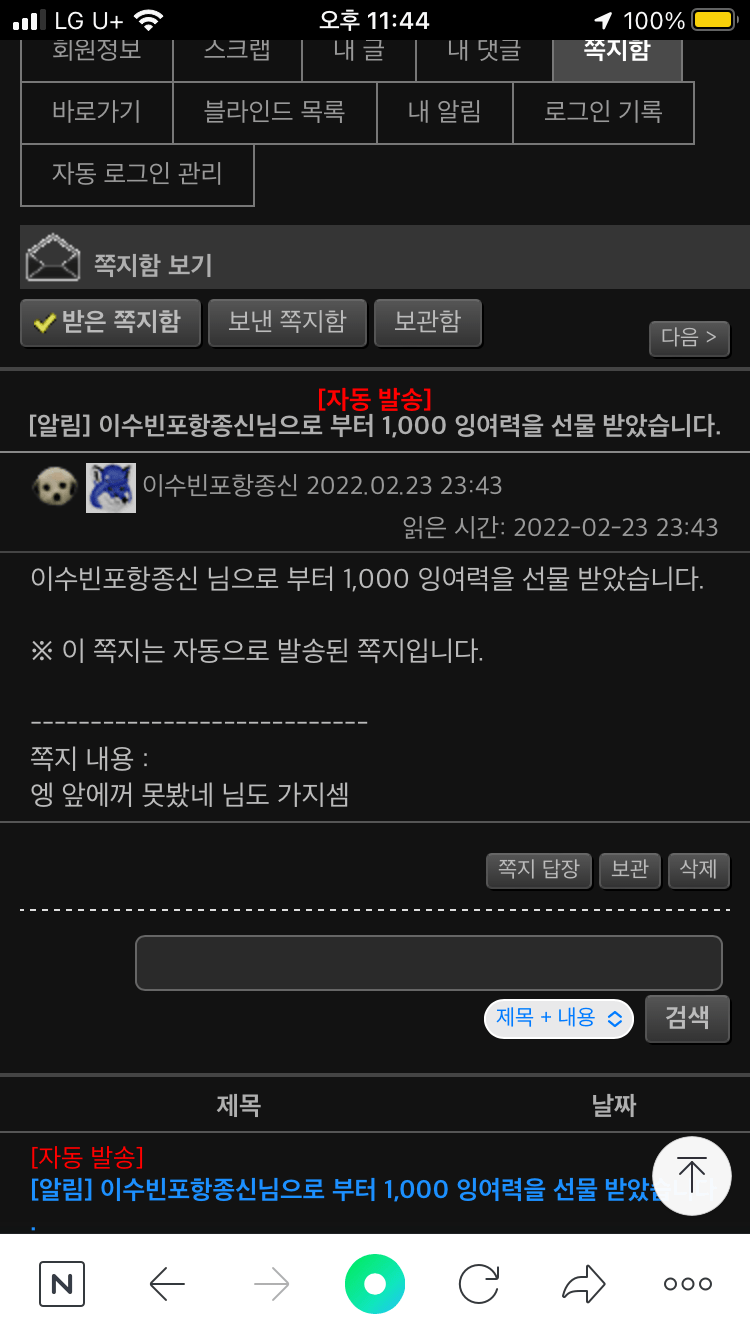 LG U+ 오후 11:44 100%
회원정보 스크랩 내 글 내 댓글 쪽지함
바로가기 블라인드 목록 내 알림 로그인 기록
자동 로그인 관리
쪽지함 보기
받은 쪽지함 보낸 쪽지함 보관함
다음 >
[자동 발송]
[알림] 이수빈포항종신님으로 부터 1,000 잉여력을 선물 받았습니다.
이수빈포항종신 2022.02.23 23:43
읽은 시간: 2022-02-23 23:43
이수빈포항종신 님으로 부터 1,000 잉여력을 선물 받았습니다.
※ 이 쪽지는 자동으로 발송된 쪽지입니다.
----------------------------
쪽지 내용 :
엥 앞에꺼 못봤네 님도 가지셈
쪽지 답장 보관 삭제
제목 + 내용 검색
제목 날짜
[자동 발송]
[알림] 이수빈포항종신님으로 부터 1,000 잉여력을 선물 받았습니다
.
N